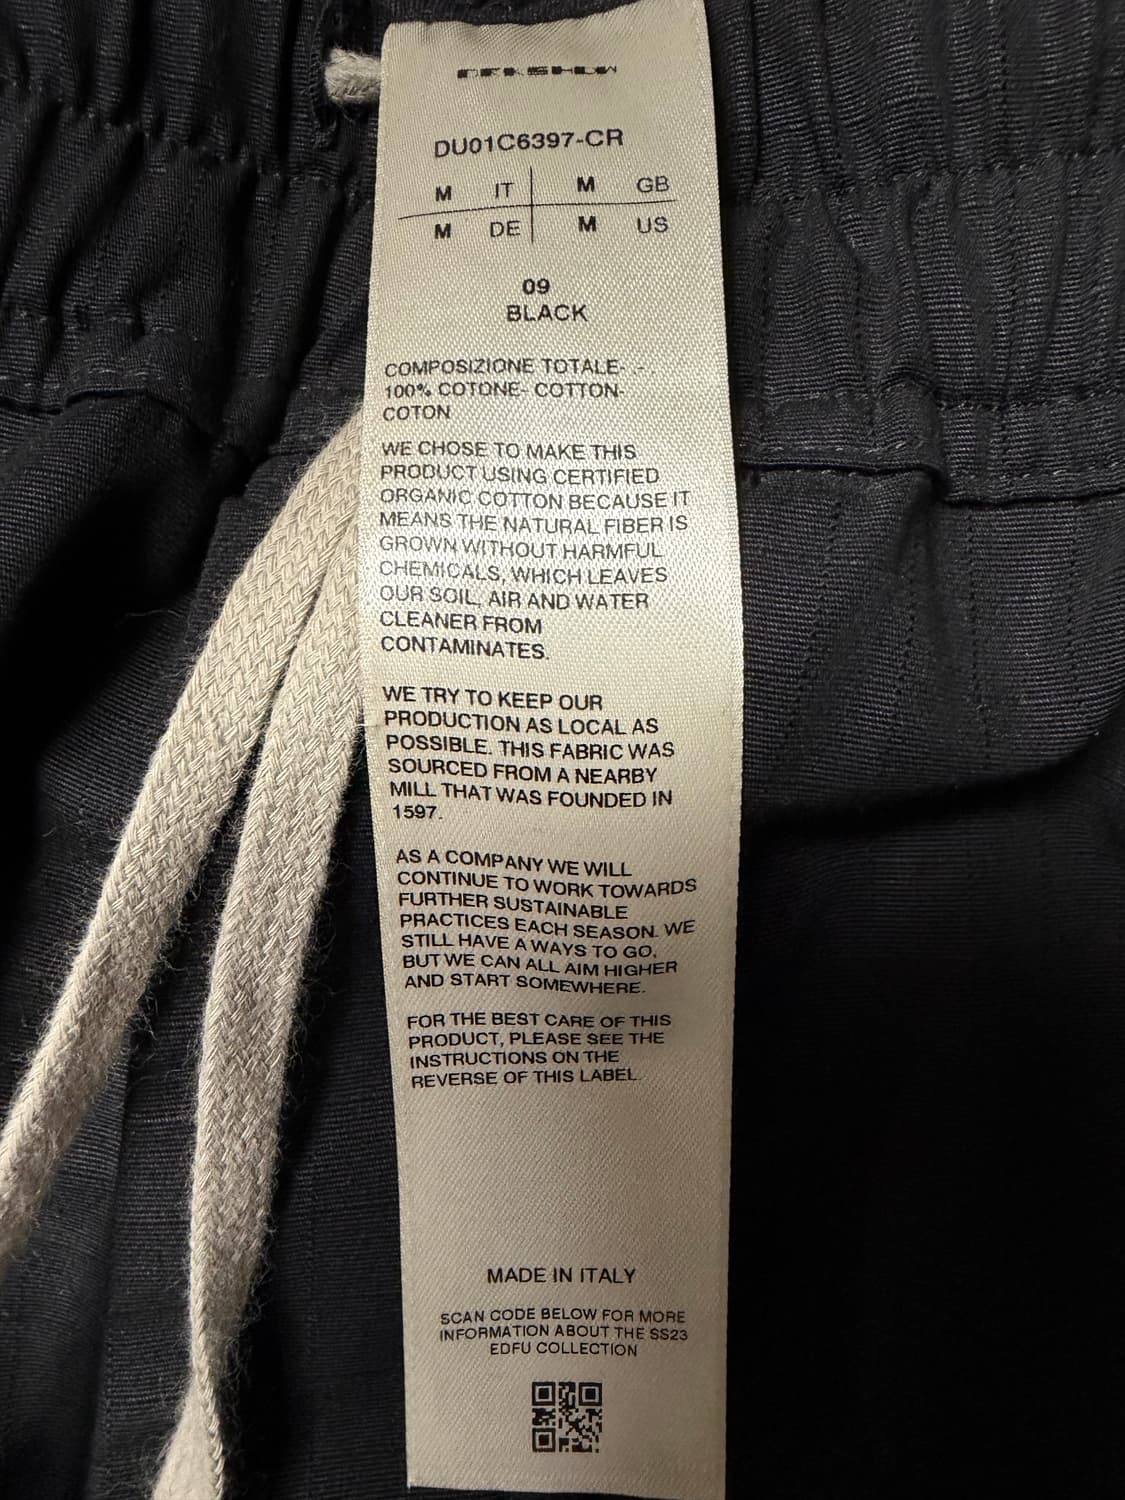 DRKSHDW
DU01C6397-CR
M IT M GB
M DE M US
09
BLACK
COMPOSIZIONE TOTALE- .- .
100% COTONE- COTTON-
COTON
WE CHOSE TO MAKE THIS
PRODUCT USING CERTIFIED
ORGANIC COTTON BECAUSE IT
MEANS THE NATURAL FIBER IS
GROWN WITHOUT HARMFUL
CHEMICALS, WHICH LEAVES
OUR SOIL, AIR AND WATER
CLEANER FROM
CONTAMINATES.
WE TRY TO KEEP OUR
PRODUCTION AS LOCAL AS
POSSIBLE. THIS FABRIC WAS
SOURCED FROM A NEARBY
MILL THAT WAS FOUNDED IN
1597.
AS A COMPANY WE WILL
CONTINUE TO WORK TOWARDS
FURTHER SUSTAINABLE
PRACTICES EACH SEASON. WE
STILL HAVE A WAYS TO GO,
BUT WE CAN ALL AIM HIGHER
AND START SOMEWHERE.
FOR THE BEST CARE OF THIS
PRODUCT, PLEASE SEE THE
INSTRUCTIONS ON THE
REVERSE OF THIS LABEL.
MADE IN ITALY
SCAN CODE BELOW FOR MORE
INFORMATION ABOUT THE SS23
EDFU COLLECTION